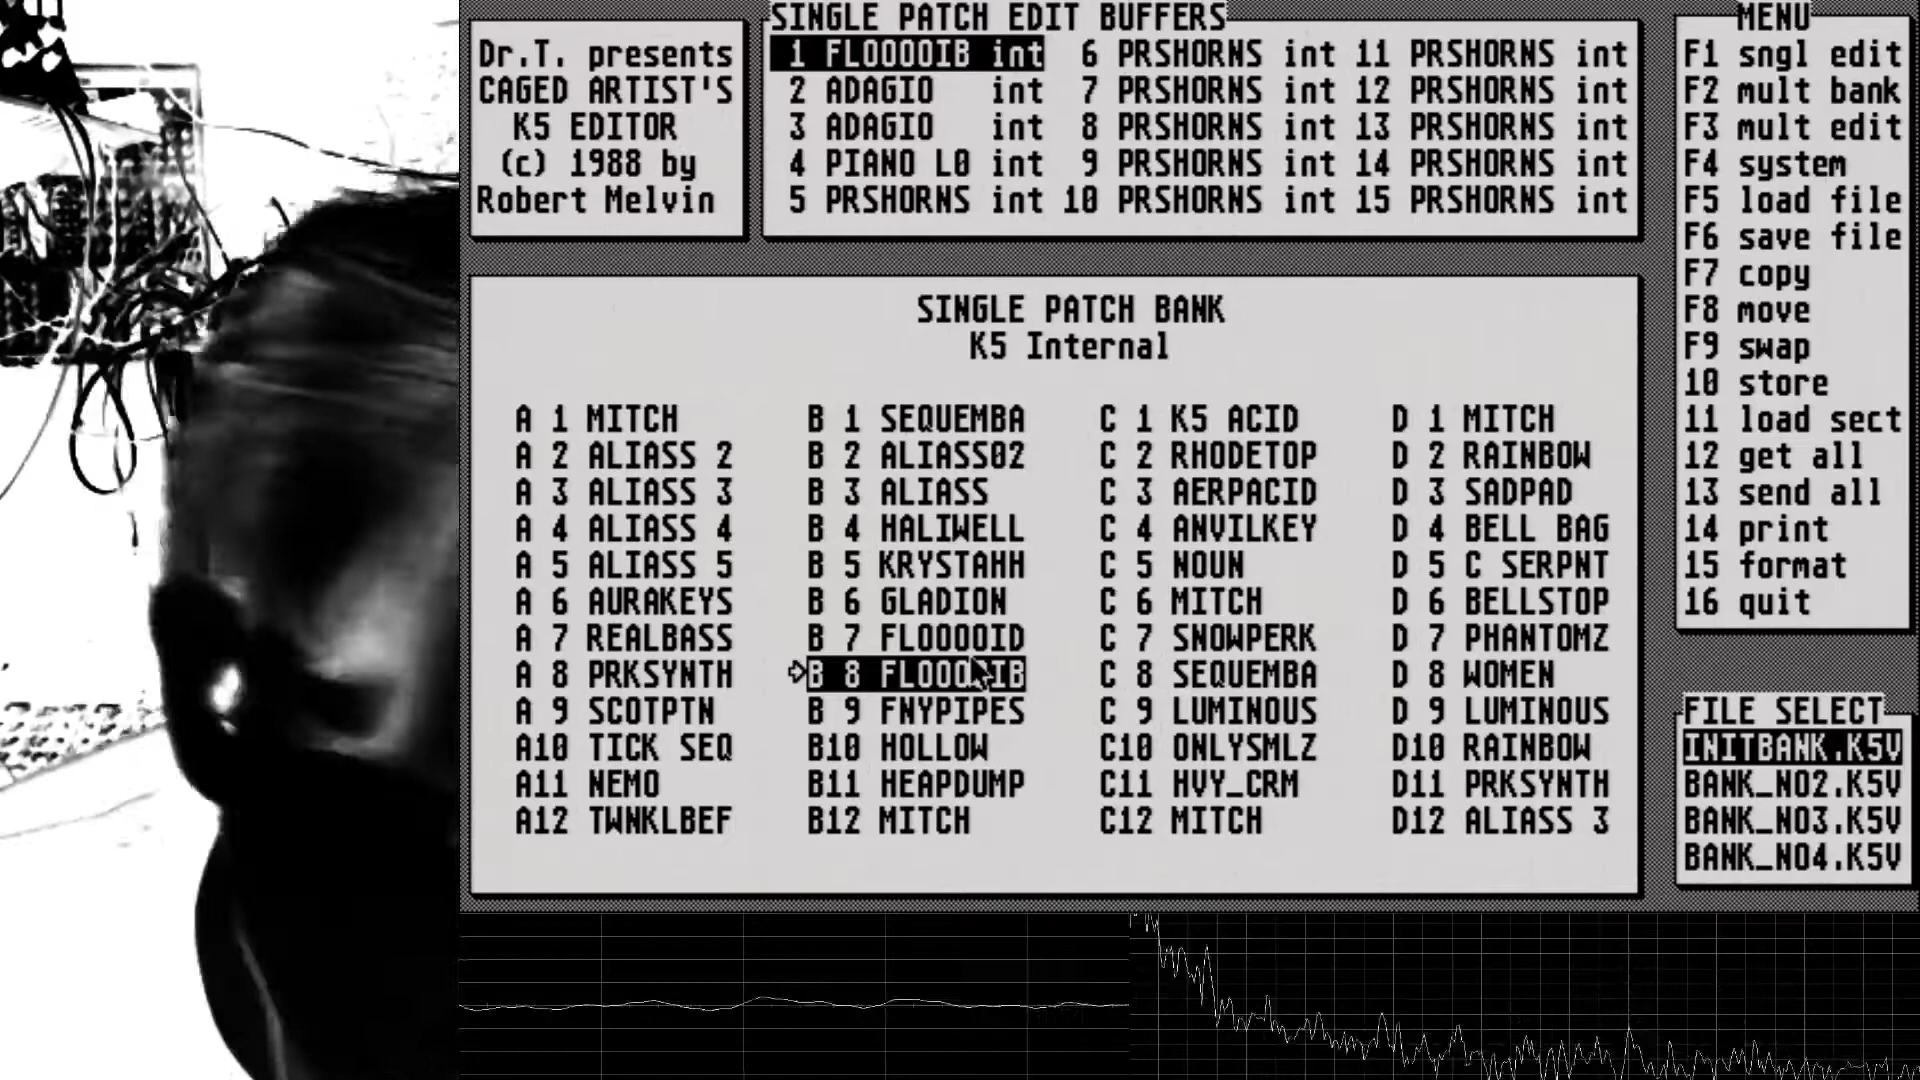 Dr.T. presents
CAGED ARTIST'S
K5 EDITOR
(c) 1988 by
Robert Melvin
SINGLE PATCH EDIT BUFFERS
1 FLOOOOIB int 6 PRSHORNS int 11 PRSHORNS int
2 ADAGIO int 7 PRSHORNS int 12 PRSHORNS int
3 ADAGIO int 8 PRSHORNS int 13 PRSHORNS int
4 PIANO L0 int 9 PRSHORNS int 14 PRSHORNS int
5 PRSHORNS int 10 PRSHORNS int 15 PRSHORNS int
SINGLE PATCH BANK
K5 Internal
A 1 MITCH B 1 SEQUEMBA C 1 K5 ACID D 1 MITCH
A 2 ALIASS 2 B 2 ALIASS02 C 2 RHODETOP D 2 RAINBOW
A 3 ALIASS 3 B 3 ALIASS C 3 AERPACID D 3 SADPAD
A 4 ALIASS 4 B 4 HALIWELL C 4 ANVILKEY D 4 BELL BAG
A 5 ALIASS 5 B 5 KRYSTAHH C 5 NOUN D 5 C SERPNT
A 6 AURAKEYS B 6 GLADION C 6 MITCH D 6 BELLSTOP
A 7 REALBASS B 7 FLOOOOID C 7 SNOWPERK D 7 PHANTOMZ
A 8 PRKSYNTH B 8 FLOOOOIB C 8 SEQUEMBA D 8 WOMEN
A 9 SCOTPTN B 9 FNYPIPES C 9 LUMINOUS D 9 LUMINOUS
A10 TICK SEQ B10 HOLLOW C10 ONLYSMLZ D10 RAINBOW
A11 NEMO B11 HEAPDUMP C11 HVY_CRM D11 PRKSYNTH
A12 TWNKLBEF B12 MITCH C12 MITCH D12 ALIASS 3
MENU
F1 sngl edit
F2 mult bank
F3 mult edit
F4 system
F5 load file
F6 save file
F7 copy
F8 move
F9 swap
10 store
11 load sect
12 get all
13 send all
14 print
15 format
16 quit
FILE SELECT
INITBANK.K5V
BANK_NO2.K5V
BANK_NO3.K5V
BANK_NO4.K5V